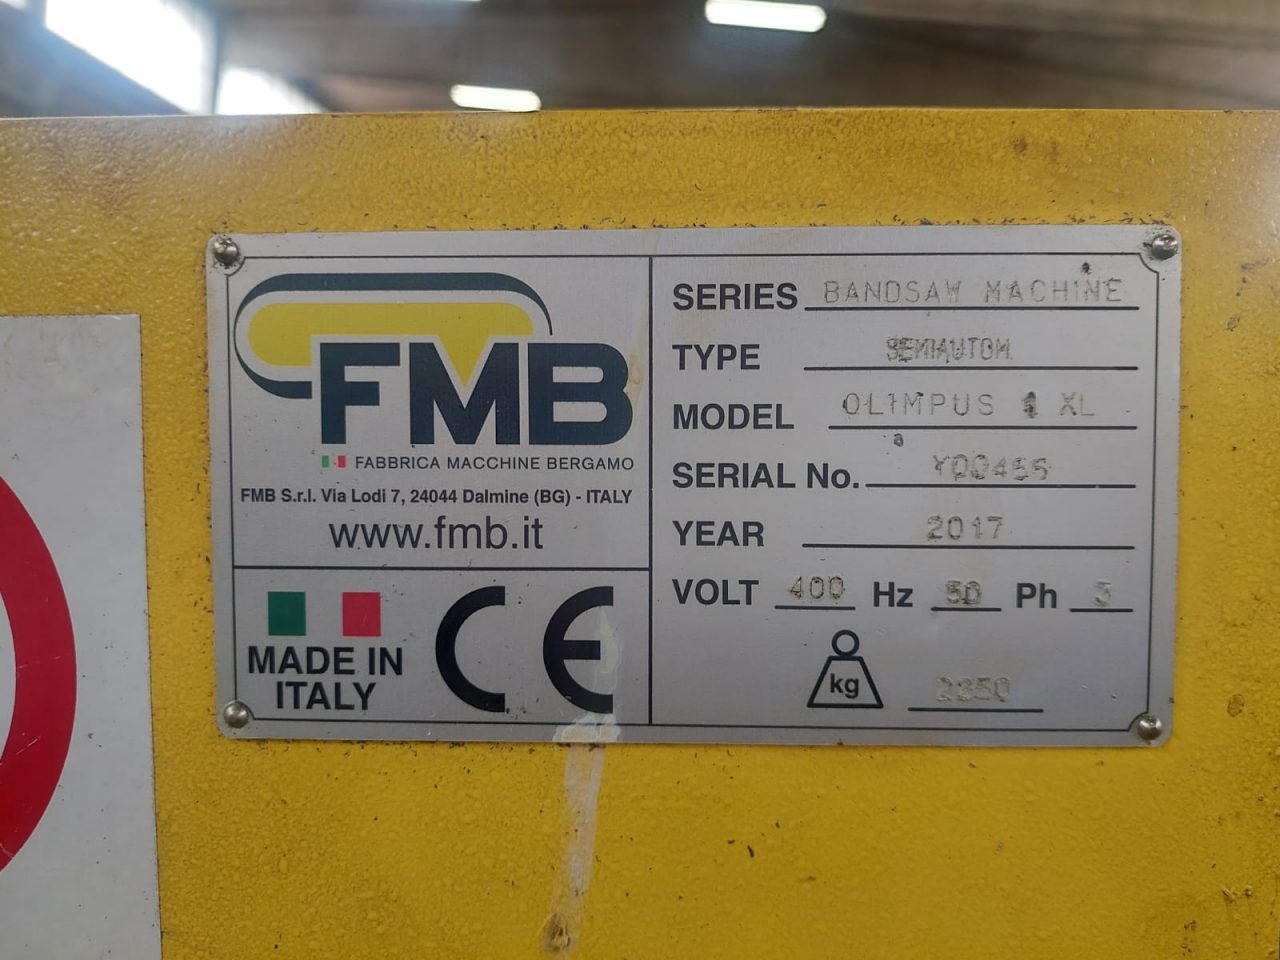 FMB
FABBRICA MACCHINE BERGAMO
FMB S.r.l. Via Lodi 7, 24044 Dalmine (BG) - ITALY
www.fmb.it
MADE IN
ITALY
CE
SERIES BANDSAW MACHINE
TYPE SEMIAUTOM.
MODEL OLIMPUS 1 XL
SERIAL No. Y00455
YEAR 2017
VOLT 400 Hz 50 Ph 3
kg